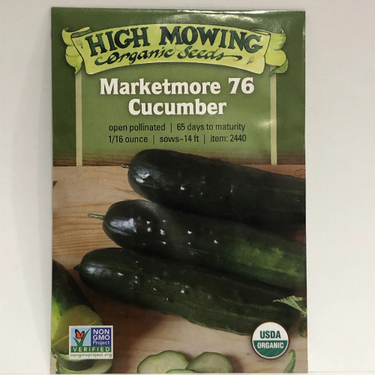 HIGH MOWING
Organic Seeds
Marketmore 76
Cucumber
open pollinated | 65 days to maturity
1/16 ounce | sows~14 ft | item: 2440
NON
GMO
Project
VERIFIED
nongmoproject.org
USDA
ORGANIC